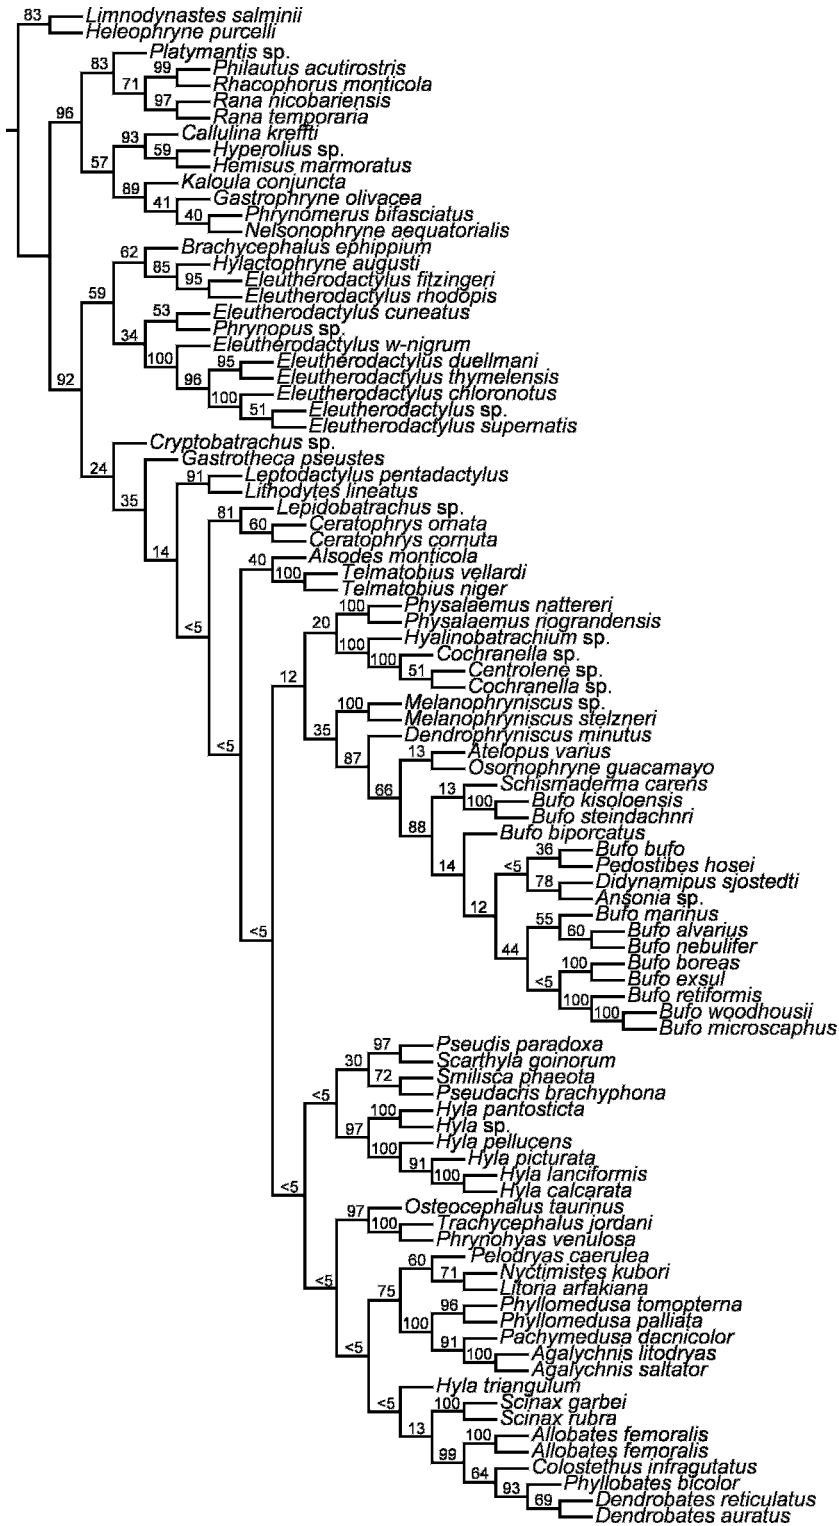 83 Limnodynastes salminii
Heleophryne purcelli
Platymantis sp.
83
99 Philautus acutirostris
71 Rhacophorus monticola
97 Rana nicobariensis
96 Rana temporaria
93 Callulina kreffti
59 Hyperolius sp.
57 Hemisus marmoratus
89 Kaloula conjuncta
41 Gastrophryne olivacea
40 Phrynomerus bifasciatus
Nelsonophryne aequatorialis
62 Brachycephalus ephippium
85 Hylactophryne augusti
95 Eleutherodactylus fitzingeri
59 Eleutherodactylus rhodopis
53 Eleutherodactylus cuneatus
34 Phrynopus sp.
100 Eleutherodactylus w-nigrum
95 Eleutherodactylus duellmani
96 Eleutherodactylus thymelensis
92 100 Eleutherodactylus chloronotus
51 Eleutherodactylus sp.
Eleutherodactylus supernatis
Cryptobatrachus sp.
24 Gastrotheca pseustes
91 Leptodactylus pentadactylus
35 Lithodytes lineatus
81 Lepidobatrachus sp.
60 Ceratophrys ornata
Ceratophrys cornuta
14 40 Alsodes monticola
100 Telmatobius vellardi
Telmatobius niger
100 Physalaemus nattereri
20 Physalaemus riograndensis
<5 100 Hyalinobatrachium sp.
100 Cochranella sp.
51 Centrolene sp.
12 Cochranella sp.
100 Melanophryniscus sp.
Melanophryniscus stelzneri
35 Dendrophryniscus minutus
<5 87 13 Atelopus varius
Osornophryne guacamayo
66 13 Schismaderma carens
100 Bufo kisoloensis
Bufo steindachnri
88 Bufo biporcatus
36 Bufo bufo
14 <5 Pedostibes hosei
78 Didynamipus sjostedti
Ansonia sp.
12 55 Bufo marinus
60 Bufo alvarius
<5 44 Bufo nebulifer
100 Bufo boreas
<5 Bufo exsul
100 Bufo retiformis
100 Bufo woodhousii
Bufo microscaphus
97 Pseudis paradoxa
30 Scarthyla goinorum
72 Smilisca phaeota
<5 Pseudacris brachyphona
100 Hyla pantosticta
97 Hyla sp.
100 Hyla pellucens
91 Hyla picturata
100 Hyla lanciformis
<5 Hyla calcarata
97 Osteocephalus taurinus
100 Trachycephalus jordani
Phrynohyas venulosa
60 Pelodryas caerulea
<5 71 Nyctimistes kubori
75 Litoria arfakiana
96 Phyllomedusa tomopterna
100 Phyllomedusa palliata
91 Pachymedusa dacnicolor
<5 100 Agalychnis litodryas
Agalychnis saltator
Hyla triangulum
<5 100 Scinax garbei
Scinax rubra
13 100 Allobates femoralis
99 Allobates femoralis
64 Colostethus infragutatus
93 Phyllobates bicolor
69 Dendrobates reticulatus
Dendrobates auratus